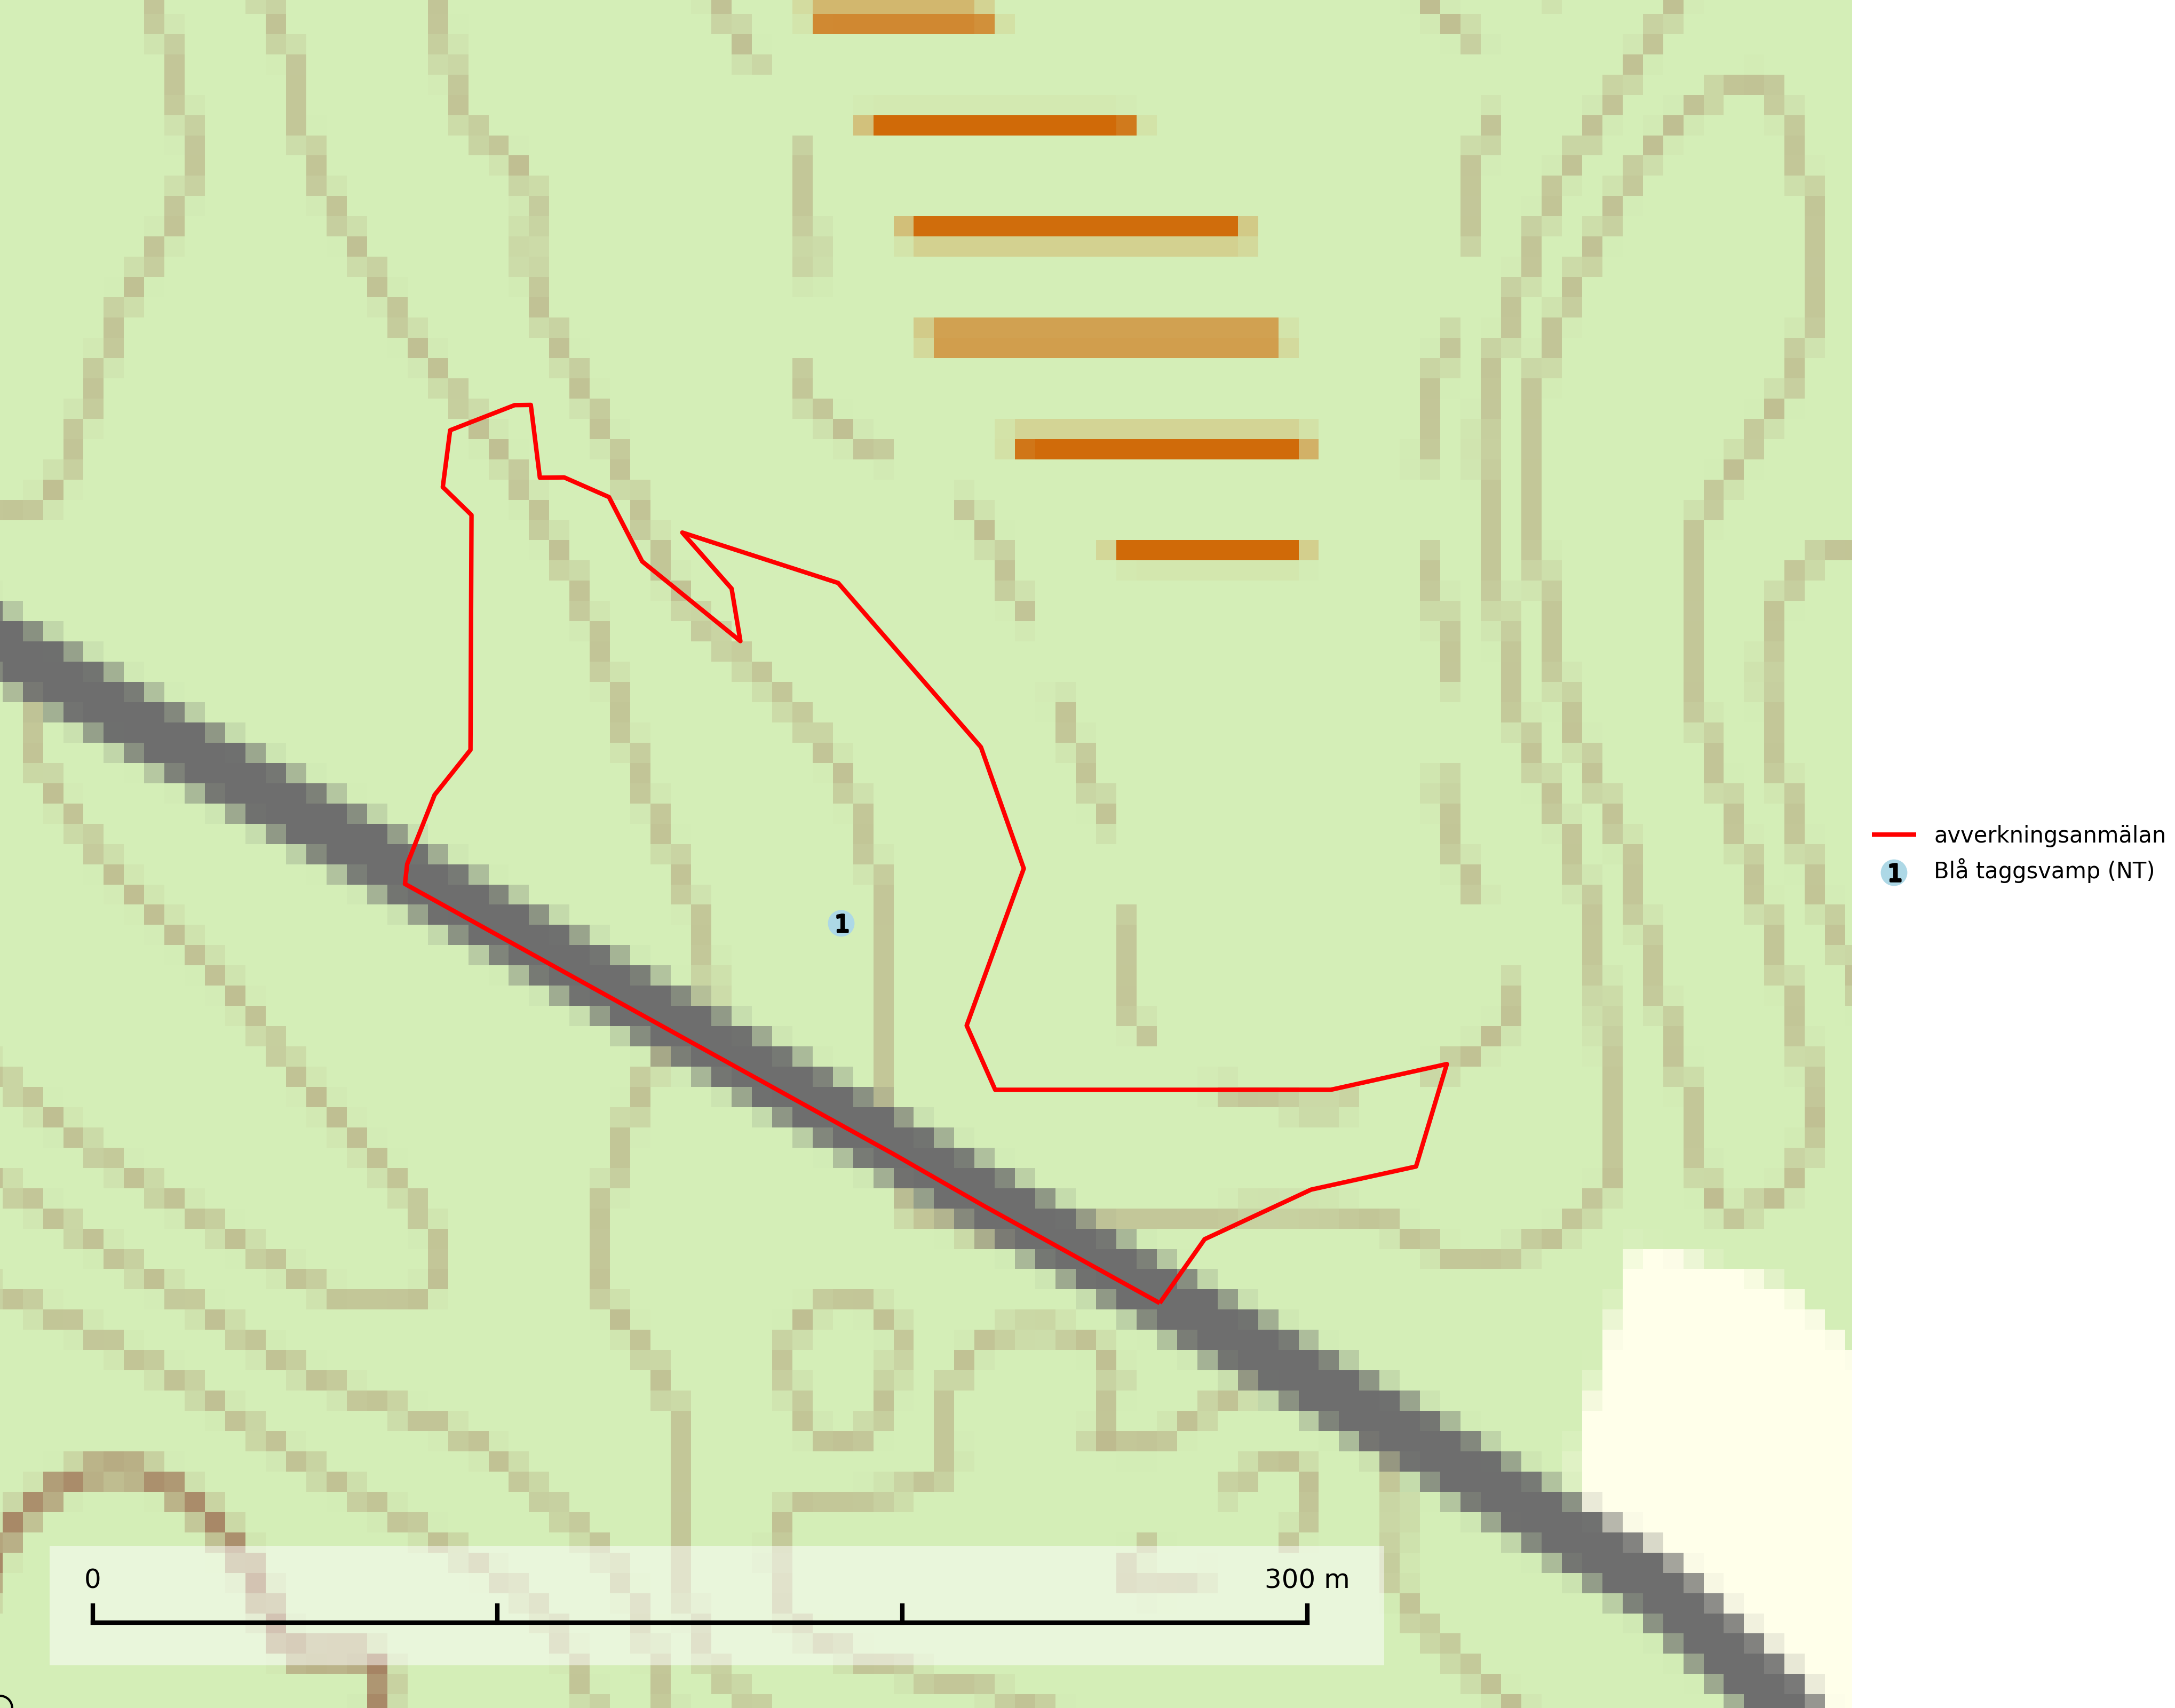 1
avverkningsanmälan
1 Blå taggsvamp (NT)
0 300 m